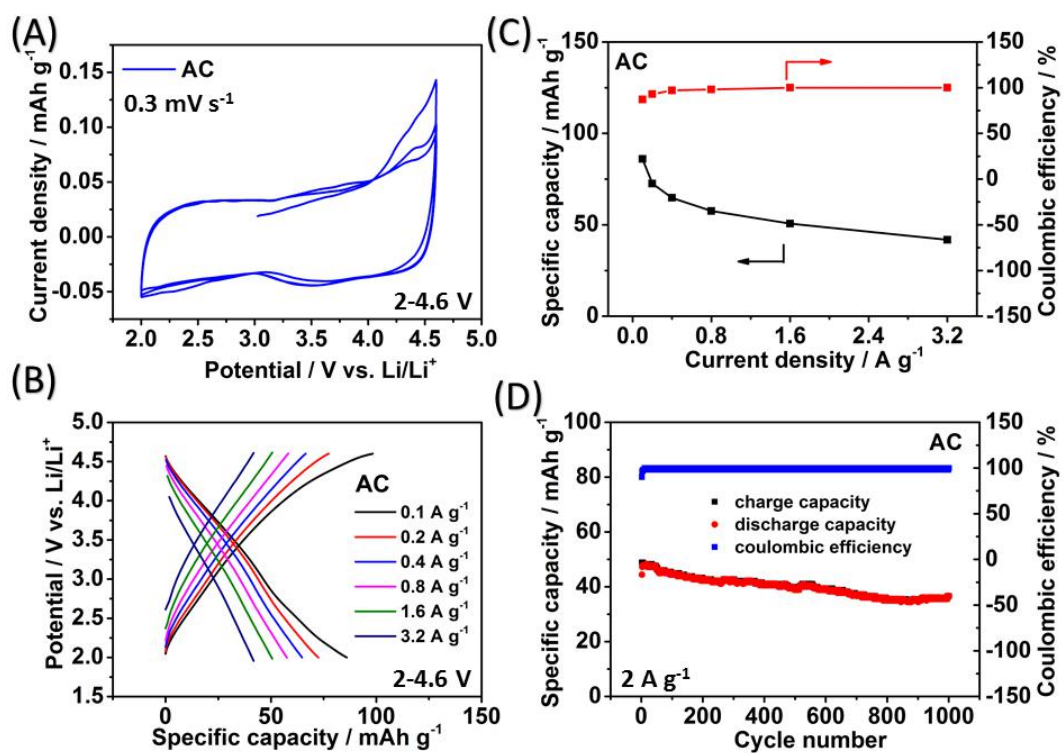 (A)
AC
0.3 mV s⁻¹
Current density / mAh g⁻¹
0.15
0.10
0.05
0.00
-0.05
2-4.6 V
2.0 2.5 3.0 3.5 4.0 4.5 5.0
Potential / V vs. Li/Li⁺
(C)
AC
Specific capacity / mAh g⁻¹
150
125
100
75
50
25
0
Coulombic efficiency / %
150
100
50
0
-50
-100
-150
0.0 0.8 1.6 2.4 3.2
Current density / A g⁻¹
(B)
Potential / V vs. Li/Li⁺
5.0
4.5
4.0
3.5
3.0
2.5
2.0
1.5
AC
0.1 A g⁻¹
0.2 A g⁻¹
0.4 A g⁻¹
0.8 A g⁻¹
1.6 A g⁻¹
3.2 A g⁻¹
2-4.6 V
0 50 100 150
Specific capacity / mAh g⁻¹
(D)
AC
Specific capacity / mAh g⁻¹
100
80
60
40
20
0
charge capacity
discharge capacity
coulombic efficiency
2 A g⁻¹
Coulombic efficiency / %
150
100
50
0
-50
-100
-150
0 200 400 600 800 1000
Cycle number